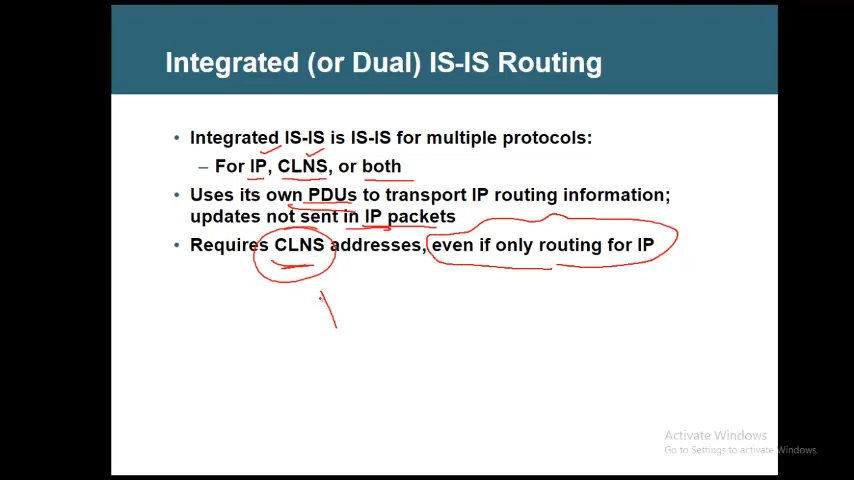 Integrated (or Dual) IS-IS Routing
• Integrated IS-IS is IS-IS for multiple protocols:
– For IP, CLNS, or both
• Uses its own PDUs to transport IP routing information;
updates not sent in IP packets
• Requires CLNS addresses, even if only routing for IP
Activate Windows
Go to Settings to activate Windows.